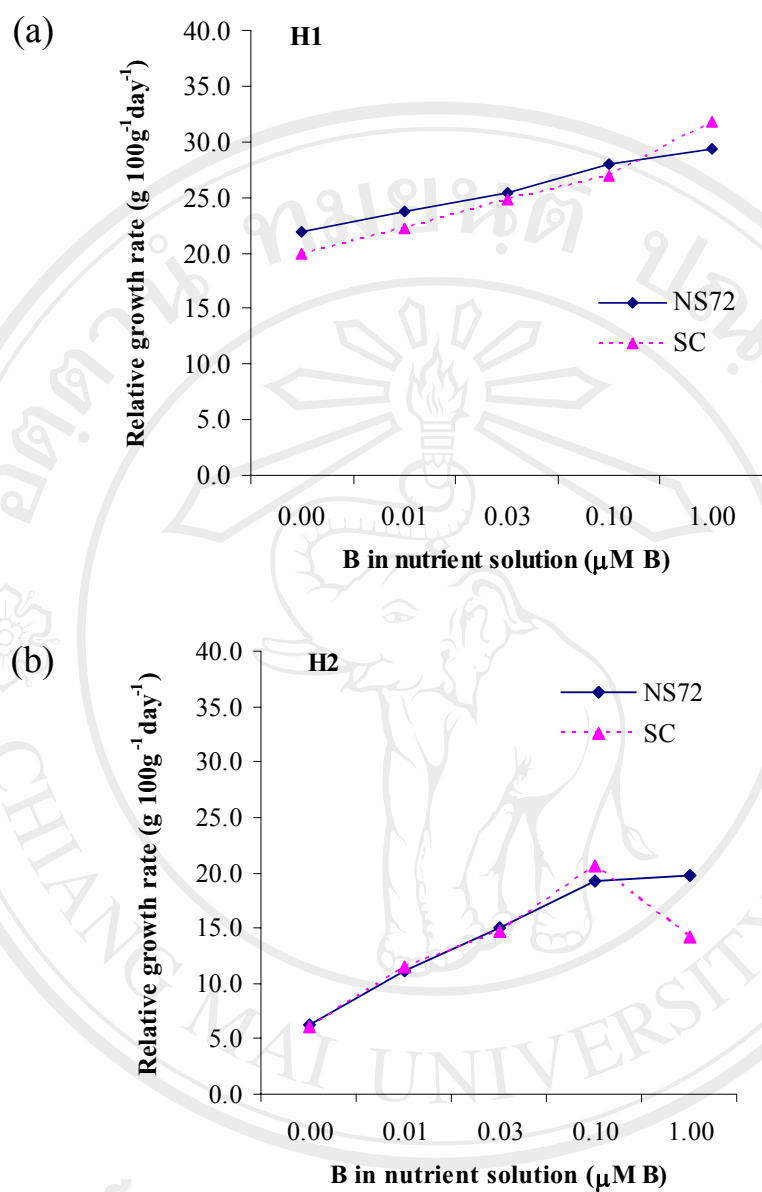 (a)
H1
40.0
35.0
30.0
25.0
20.0
15.0
10.0
5.0
0.0
Relative growth rate (g 100g⁻¹day⁻¹)
NS72
SC
0.00 0.01 0.03 0.10 1.00
B in nutrient solution (μM B)
(b)
H2
40.0
35.0
30.0
25.0
20.0
15.0
10.0
5.0
0.0
Relative growth rate (g 100g⁻¹day⁻¹)
NS72
SC
0.00 0.01 0.03 0.10 1.00
B in nutrient solution (μM B)
CHIANG MAI UNIVERSITY